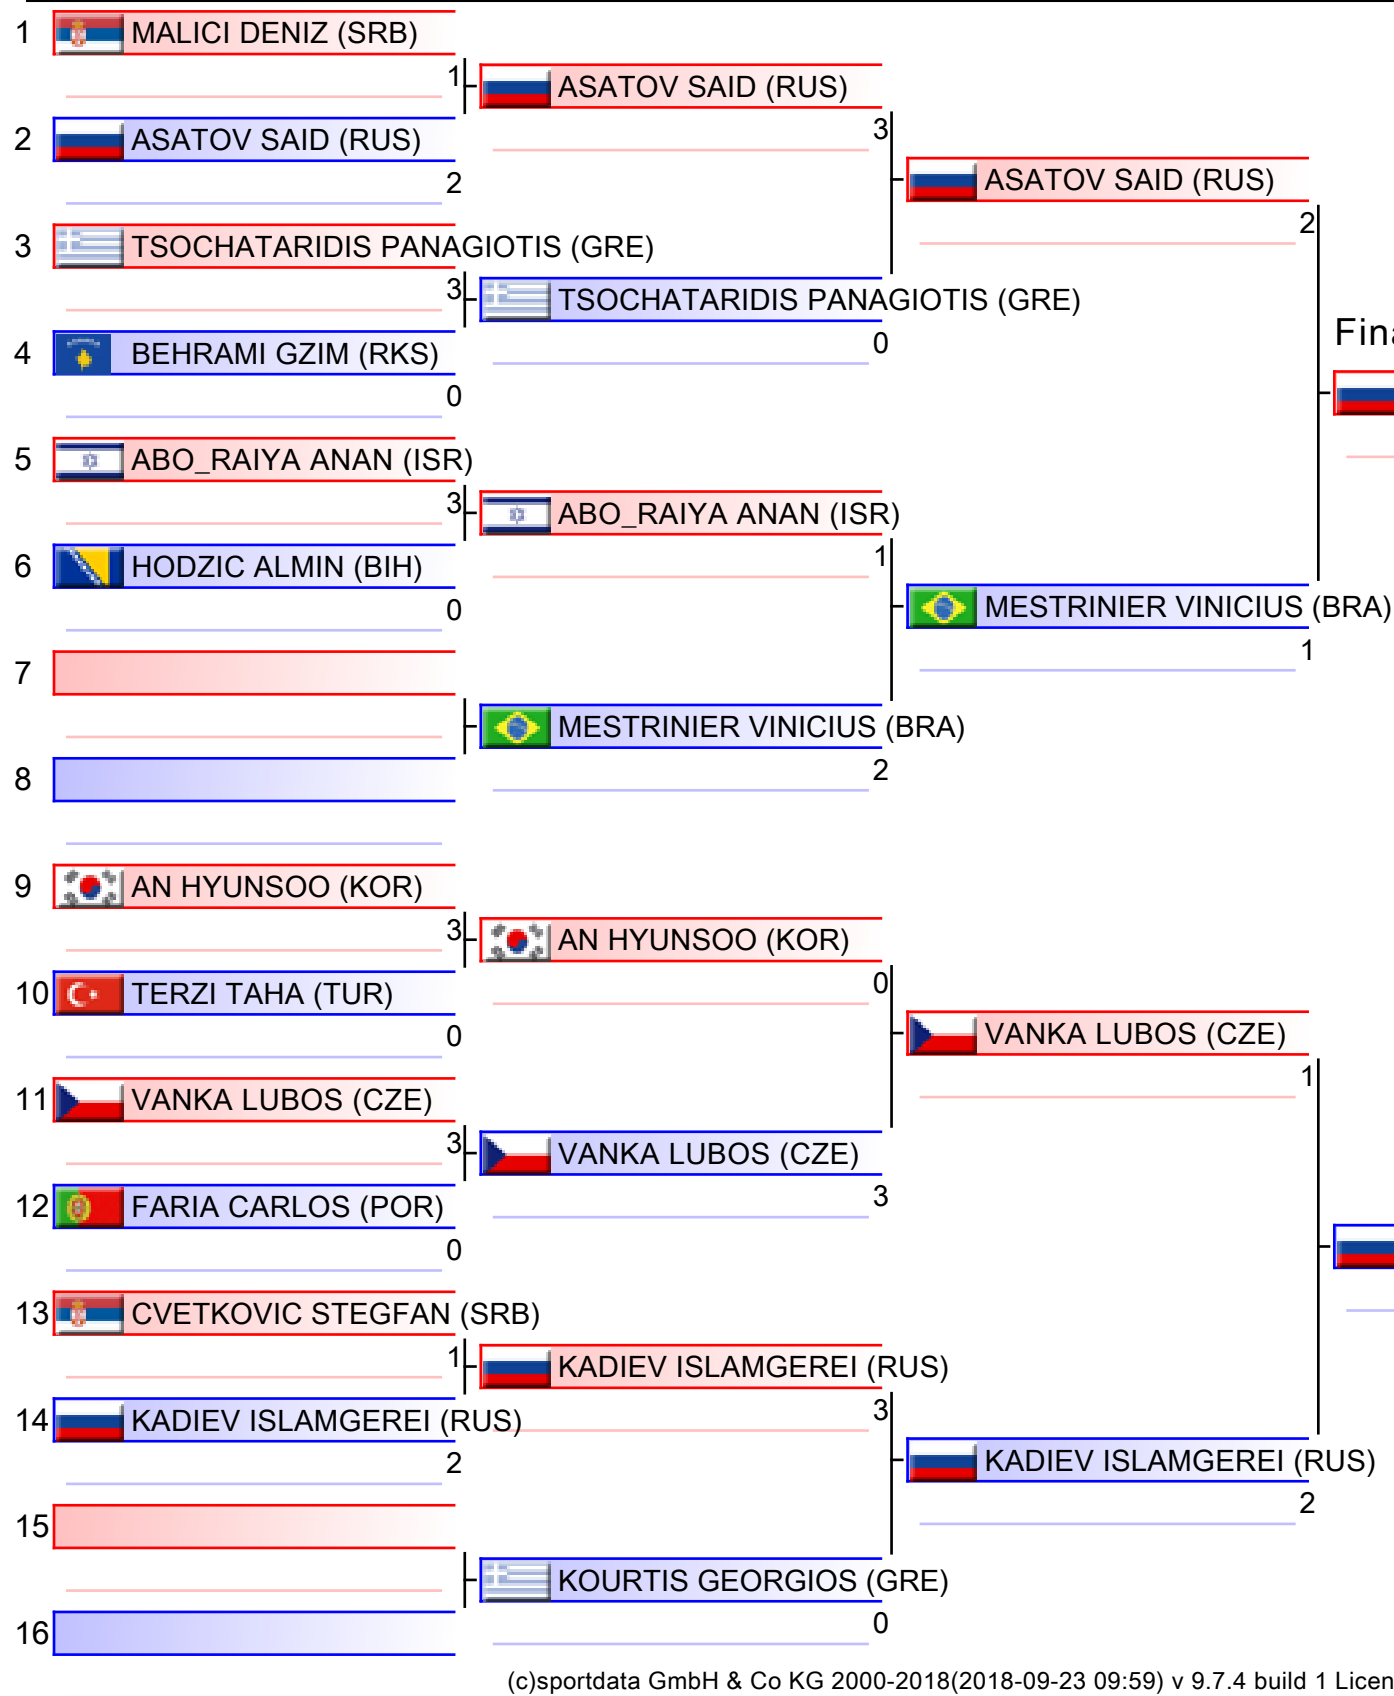 1 MALICI DENIZ (SRB)
1
ASATOV SAID (RUS)
3
2 ASATOV SAID (RUS)
2
ASATOV SAID (RUS)
2
3 TSOCHATARIDIS PANAGIOTIS (GRE)
3
TSOCHATARIDIS PANAGIOTIS (GRE)
0
4 BEHRAMI GZIM (RKS)
0
Fina
5 ABO_RAIYA ANAN (ISR)
3
ABO_RAIYA ANAN (ISR)
1
6 HODZIC ALMIN (BIH)
0
MESTRINIER VINICIUS (BRA)
1
7
MESTRINIER VINICIUS (BRA)
2
8
9 AN HYUNSOO (KOR)
3
AN HYUNSOO (KOR)
0
10 TERZI TAHA (TUR)
0
VANKA LUBOS (CZE)
1
11 VANKA LUBOS (CZE)
3
VANKA LUBOS (CZE)
3
12 FARIA CARLOS (POR)
0
13 CVETKOVIC STEGFAN (SRB)
1
KADIEV ISLAMGEREI (RUS)
3
14 KADIEV ISLAMGEREI (RUS)
2
KADIEV ISLAMGEREI (RUS)
2
15
KOURTIS GEORGIOS (GRE)
0
16
(c)sportdata GmbH & Co KG 2000-2018(2018-09-23 09:59) v 9.7.4 build 1 Licen